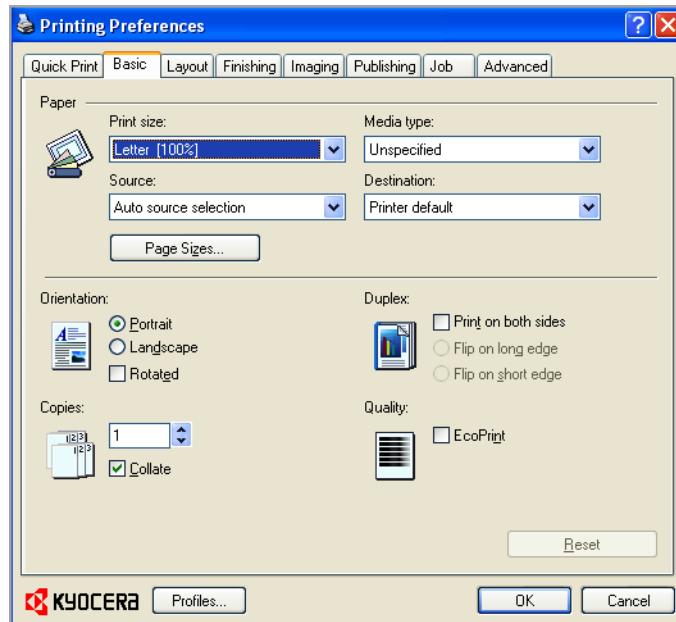 Printing Preferences
Quick Print Basic Layout Finishing Imaging Publishing Job Advanced
Paper
Print size: Media type:
Letter [100%] Unspecified
Source: Destination:
Auto source selection Printer default
Page Sizes...
Orientation: Duplex:
Portrait Print on both sides
Landscape Flip on long edge
Rotated Flip on short edge
Copies: Quality:
1 EcoPrint
Collate
Reset
KYOCERA Profiles... OK Cancel